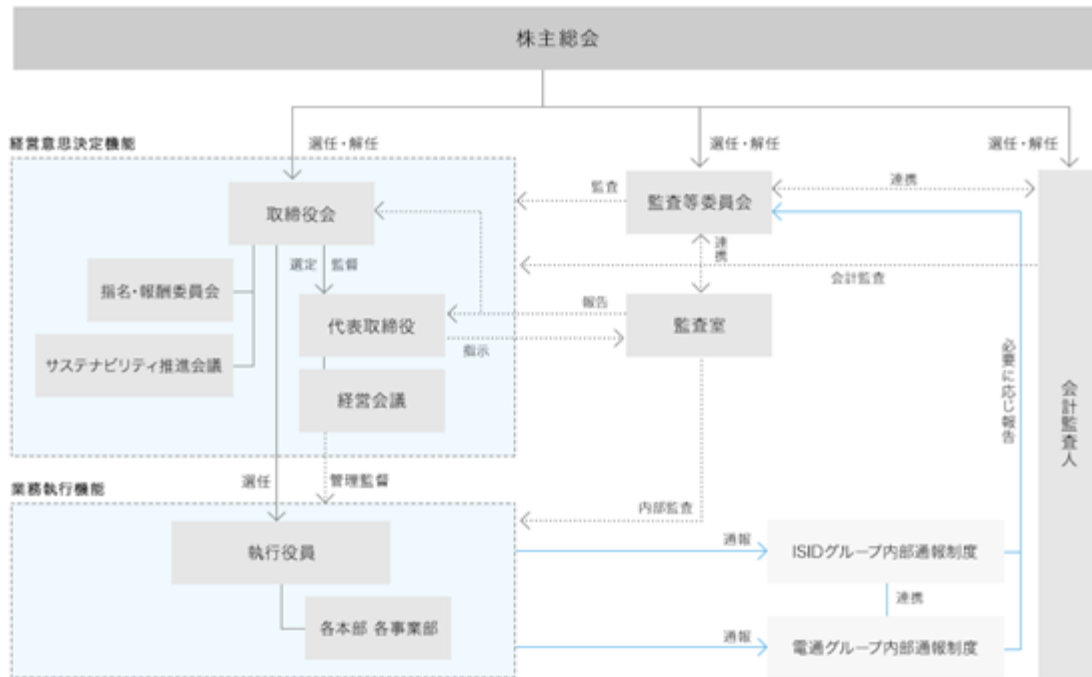 株主総会
経営意思決定機能
選任・解任
選任・解任
選任・解任
取締役会
監査
監査等委員会
連携
選定
監督
連携
会計監査
指名・報酬委員会
代表取締役
報告
監査室
サステナビリティ推進会議
指示
経営会議
必要に応じ報告
会計監査人
業務執行機能
選任
管理監督
内部監査
執行役員
通報
ISIDグループ内部通報制度
連携
各本部 各事業部
通報
電通グループ内部通報制度